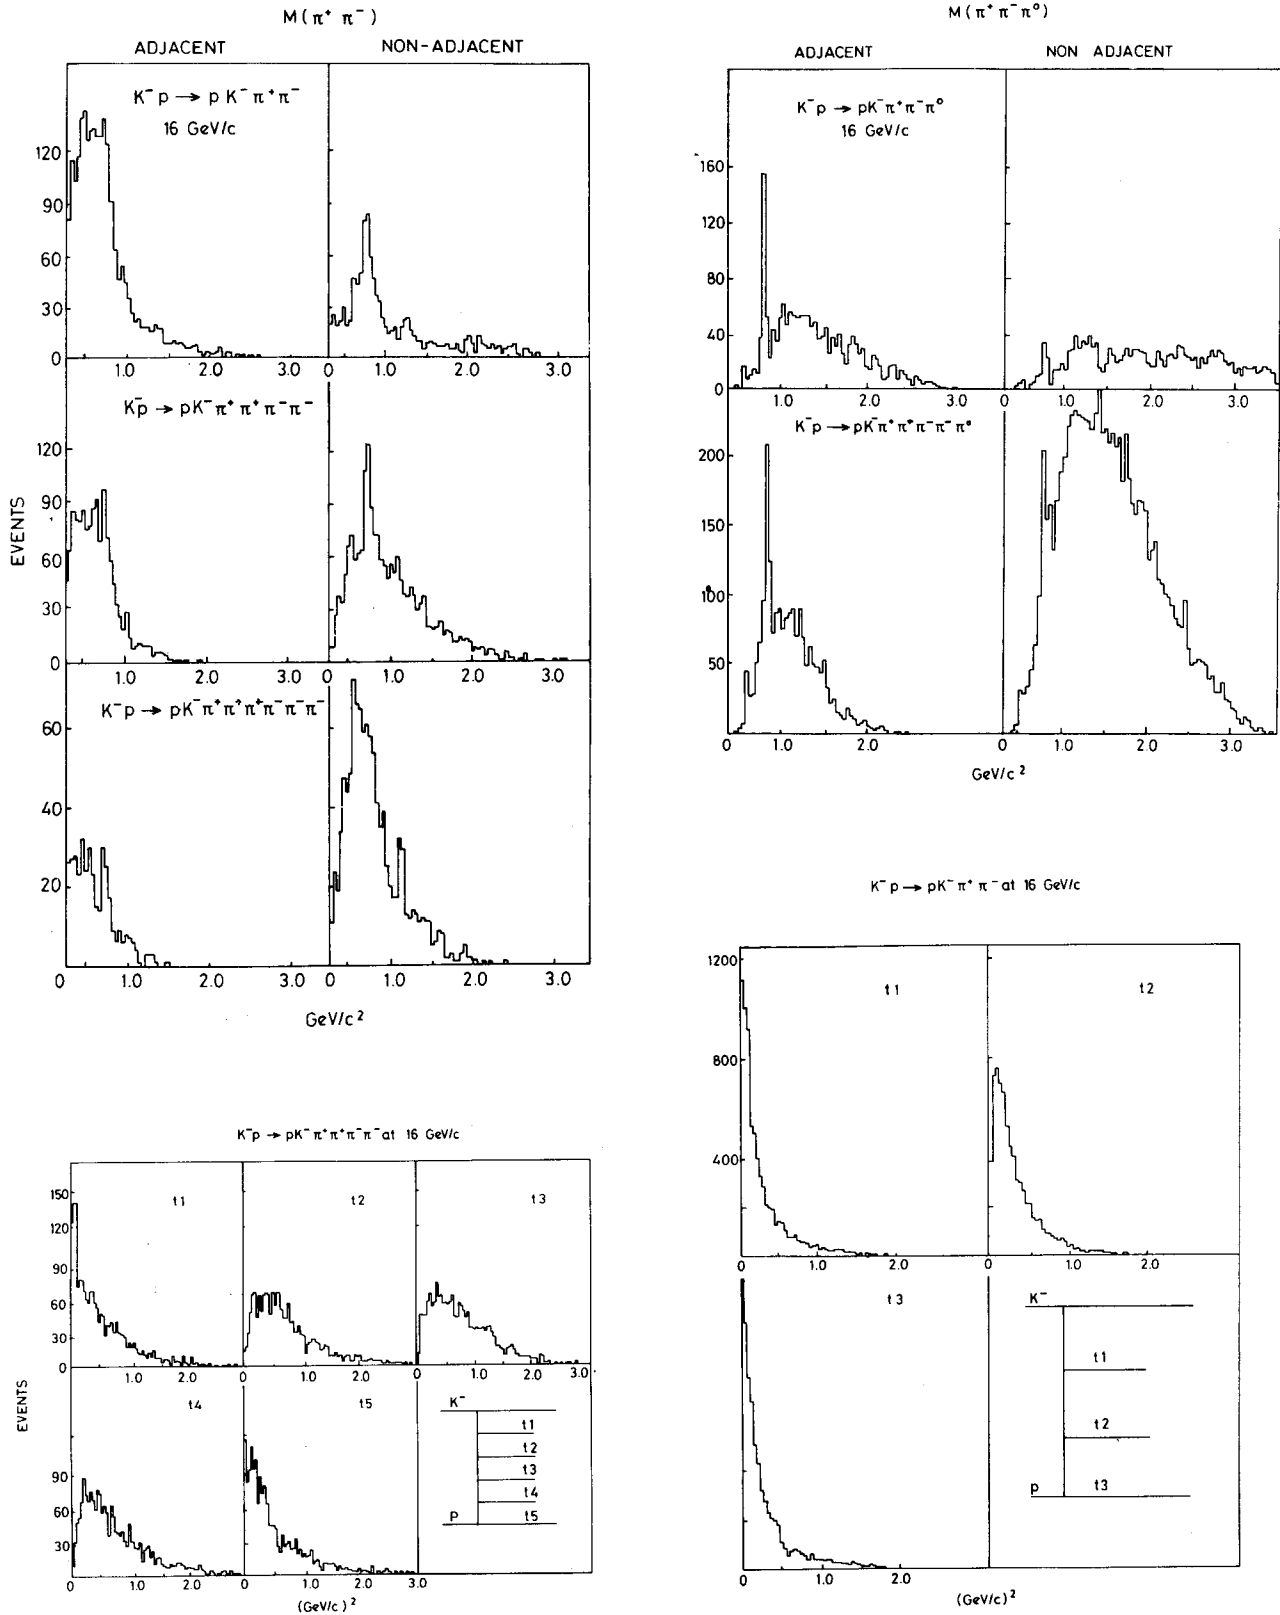 M(π⁺ π⁻)
ADJACENT NON-ADJACENT
K⁻p → p K⁻π⁺π⁻
16 GeV/c
120
90
60
30
0
1.0 2.0 3.0 0 1.0 2.0 3.0
K⁻p → pK⁻π⁺π⁺π⁻π⁻
EVENTS
120
90
60
30
0
1.0 2.0 3.0 0 1.0 2.0 3.0
K⁻p → pK⁻π⁺π⁺π⁺π⁻π⁻π⁻
60
40
20
0 1.0 2.0 3.0 0 1.0 2.0 3.0
GeV/c²
M(π⁺π⁻π⁰)
ADJACENT NON ADJACENT
K⁻p → pK⁻π⁺π⁻π⁰
16 GeV/c
160
120
80
40
0
1.0 2.0 0 1.0 2.0 3.0
K⁻p → pK⁻π⁺π⁺π⁻π⁻π⁰
200
150
100
50
0 1.0 2.0 0 1.0 2.0 3.0
GeV/c²
K⁻p → pK⁻π⁺π⁺π⁻π⁻ at 16 GeV/c
t1 t2 t3
150
120
90
60
30
0
0 1.0 2.0 0 1.0 2.0 3.0 0 1.0 2.0 3.0
EVENTS
t4 t5
90
60
30
0 1.0 2.0 0 1.0 2.0 3.0
(GeV/c)²
K⁻
t1
t2
t3
t4
P t5
K⁻p → pK⁻π⁺π⁻ at 16 GeV/c
1200
t1 t2
800
400
0 1.0 2.0 0 1.0 2.0
t3
0 1.0 2.0
(GeV/c)²
K⁻
t1
t2
p t3